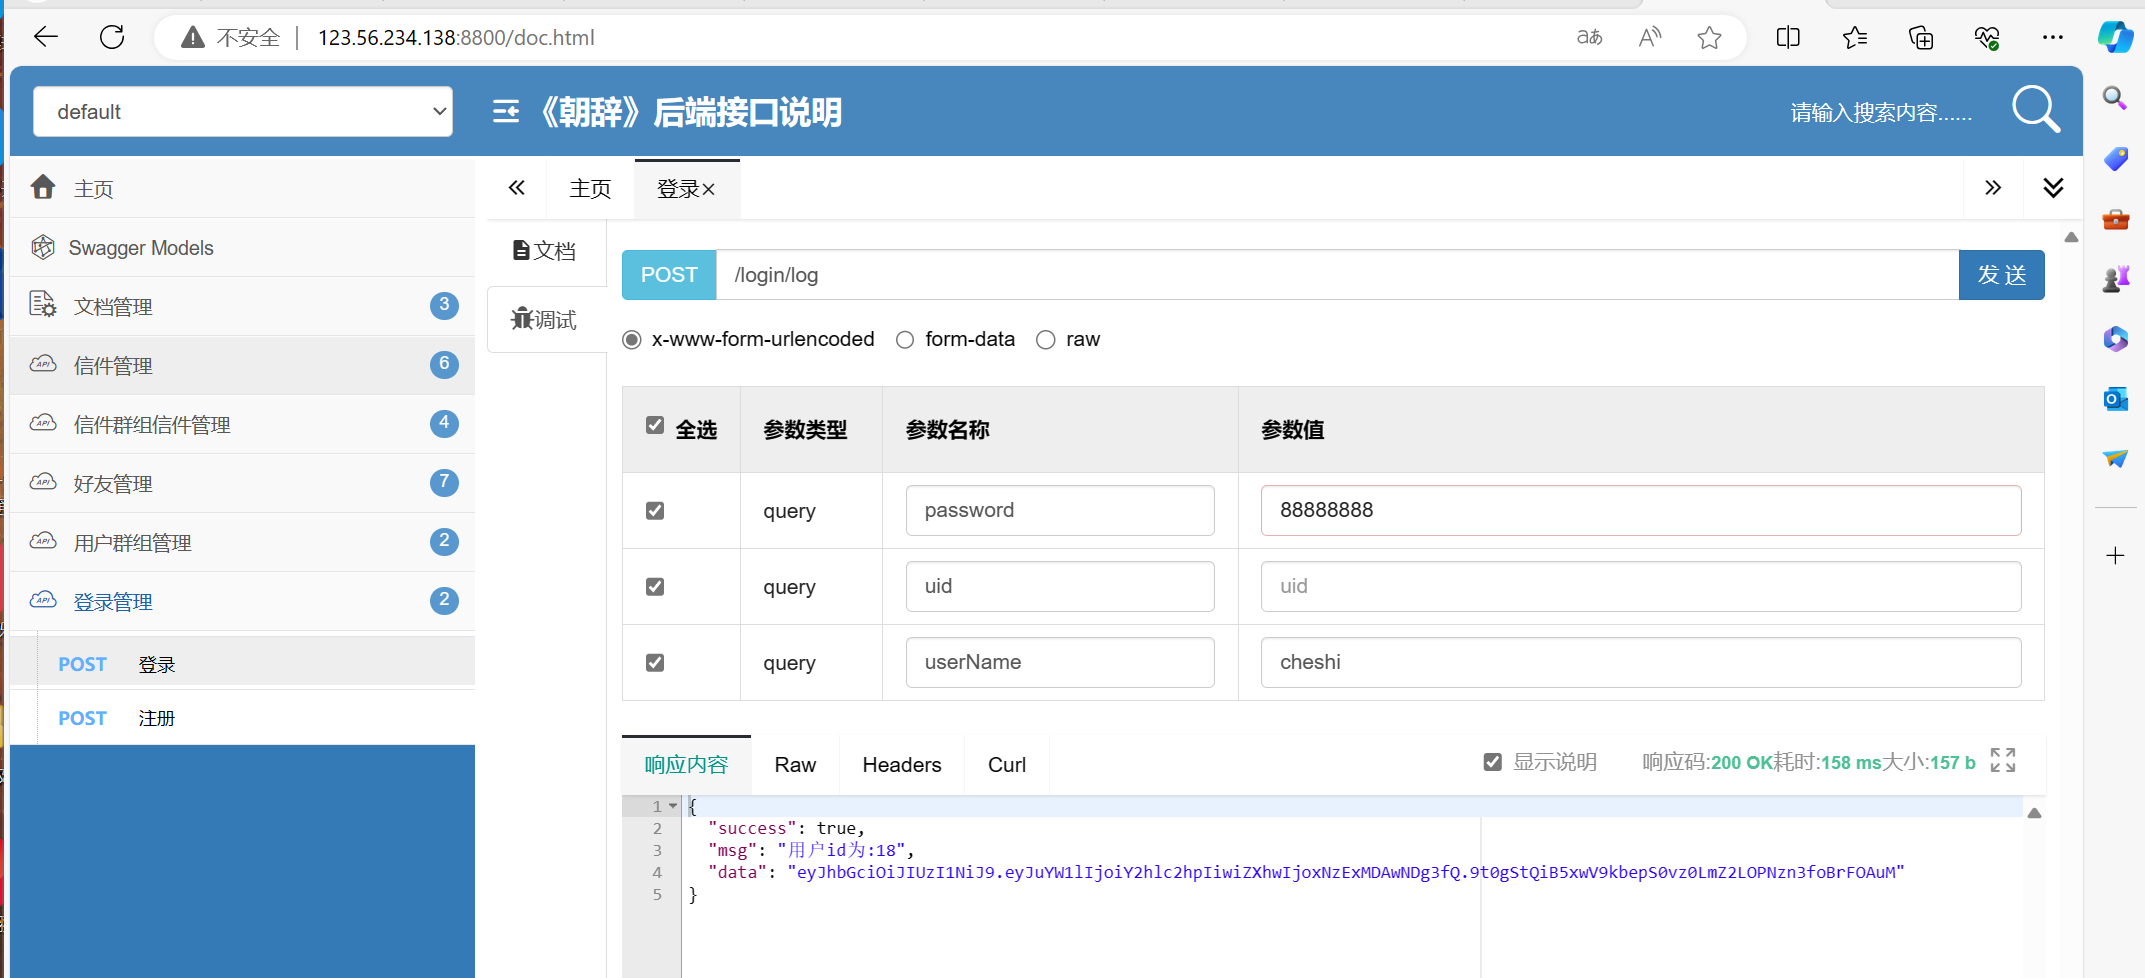 不安全 123.56.234.138:8800/doc.html
default
《朝辞》后端接口说明
请输入搜索内容......
主页
Swagger Models
文档管理 3
信件管理 6
信件群组信件管理 4
好友管理 7
用户群组管理 2
登录管理 2
POST 登录
POST 注册
主页 登录×
文档
调试
POST /login/log 发 送
x-www-form-urlencoded form-data raw
全选 参数类型 参数名称 参数值
query password 88888888
query uid uid
query userName cheshi
响应内容 Raw Headers Curl 显示说明 响应码:200 OK耗时:158 ms大小:157 b
1 {
2 "success": true,
3 "msg": "用户id为:18",
4 "data": "eyJhbGciOiJIUzI1NiJ9.eyJuYW1lIjoiY2hlc2hpIiwiZXhwIjoxNzExMDAwNDg3fQ.9t0gStQiB5xwV9kbepS0vz0LmZ2LOPNzn3foBrFOAuM"
5 }